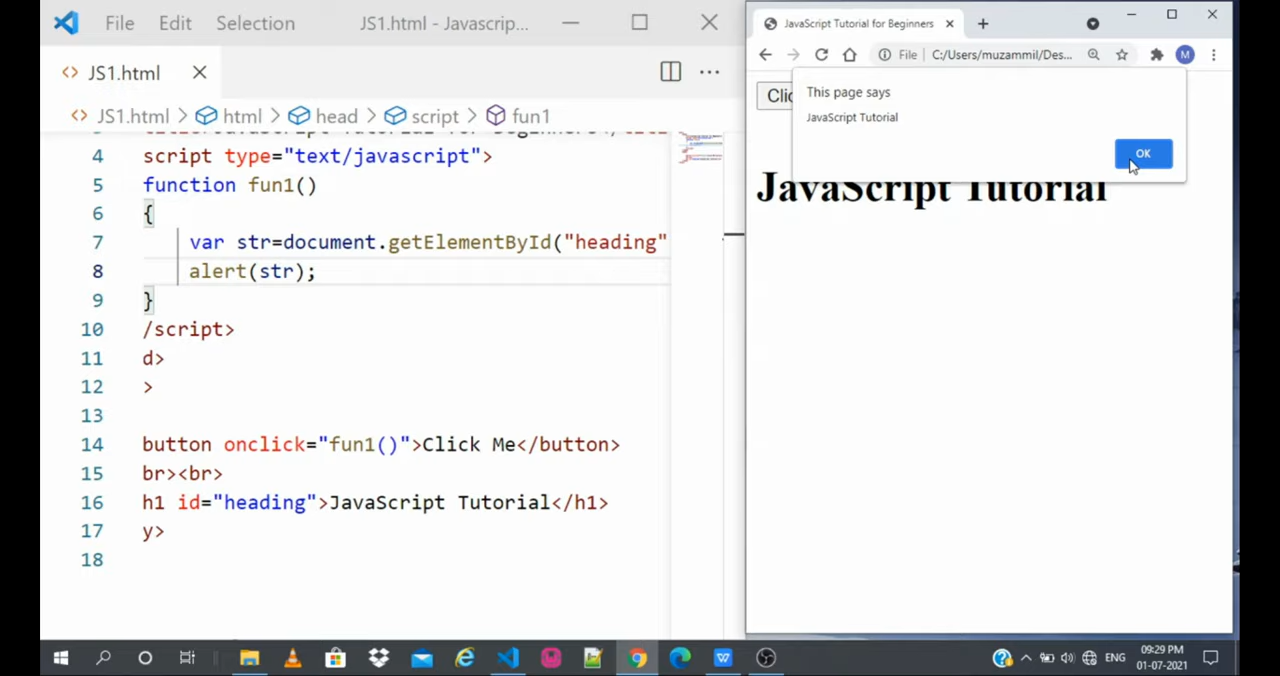 File Edit Selection JS1.html - Javascrip...
JS1.html
JS1.html > html > head > script > fun1
4 script type="text/javascript">
5 function fun1()
6 {
7 var str=document.getElementById("heading"
8 alert(str);
9 }
10 /script>
11 d>
12 >
13
14 button onclick="fun1()">Click Me</button>
15 br><br>
16 h1 id="heading">JavaScript Tutorial</h1>
17 y>
18
JavaScript Tutorial for Beginners
File C:/Users/muzammil/Des... M
Clic
This page says
JavaScript Tutorial
OK
JavaScript Tutorial
ENG 09:29 PM
01-07-2021